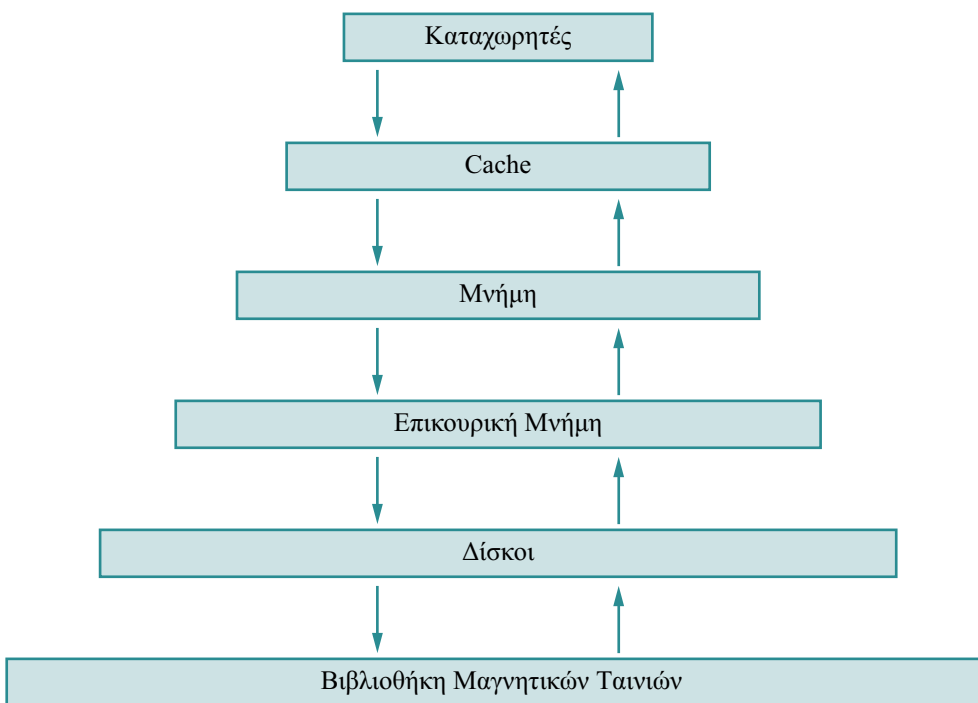 Καταχωρητές
Cache
Μνήμη
Επικουρική Μνήμη
Δίσκοι
Βιβλιοθήκη Μαγνητικών Ταινιών